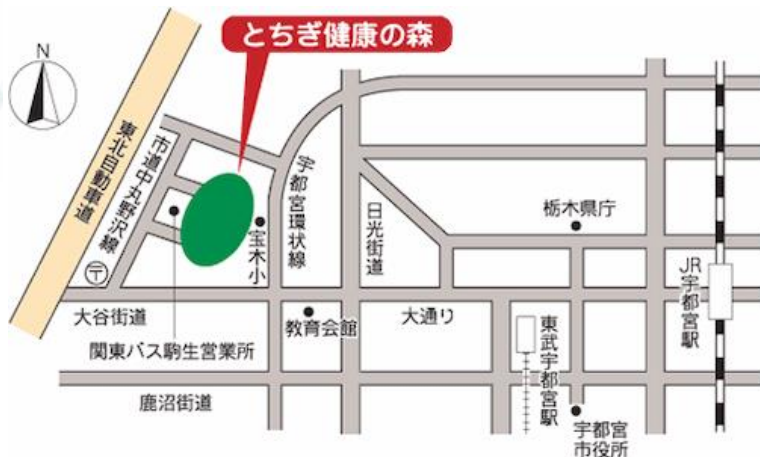 とちぎ健康の森
N
東北自動車道
市道中丸野沢線
〒
宝木小
宇都宮環状線
日光街道
栃木県庁
JR宇都宮駅
大谷街道
教育会館
大通り
関東バス駒生営業所
東武宇都宮駅
鹿沼街道
宇都宮
市役所